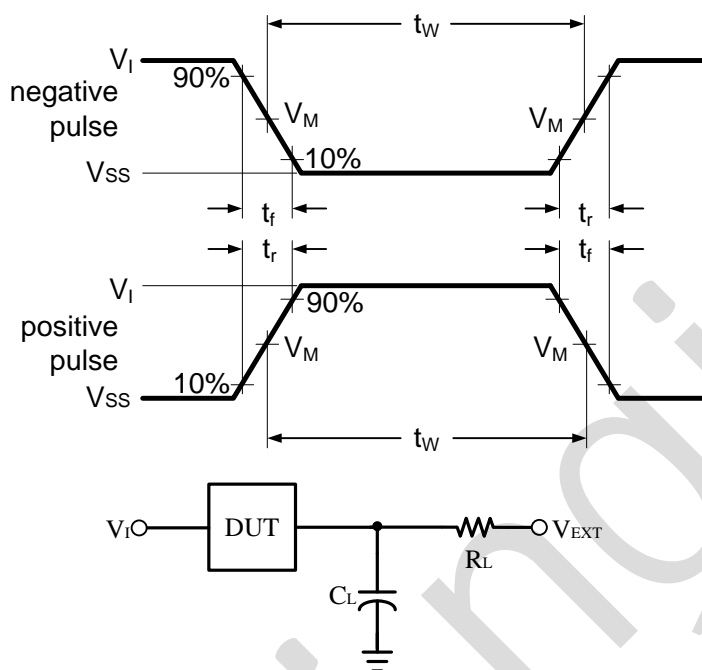 tW
VI
90%
negative
pulse
VM
VM
10%
VSS
tf
tr
tr
tf
VI
90%
positive
pulse
VM
VM
10%
VSS
tW
VI
DUT
VEXT
RL
CL